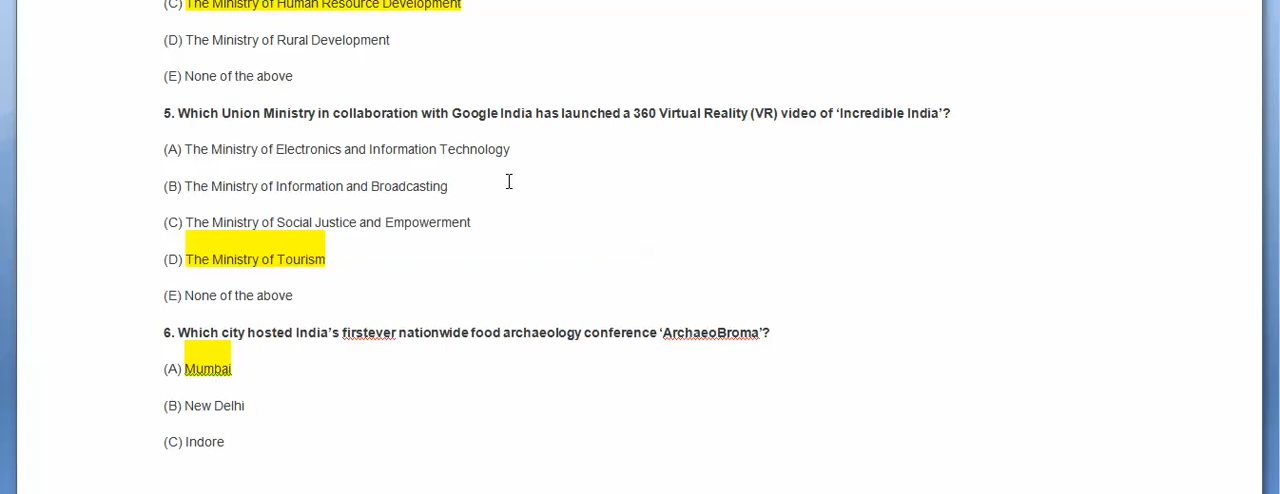 (C) The Ministry of Human Resource Development
(D) The Ministry of Rural Development
(E) None of the above
5. Which Union Ministry in collaboration with Google India has launched a 360 Virtual Reality (VR) video of ‘Incredible India’?
(A) The Ministry of Electronics and Information Technology
(B) The Ministry of Information and Broadcasting
(C) The Ministry of Social Justice and Empowerment
(D) The Ministry of Tourism
(E) None of the above
6. Which city hosted India’s firstever nationwide food archaeology conference ‘ArchaeoBroma’?
(A) Mumbai
(B) New Delhi
(C) Indore